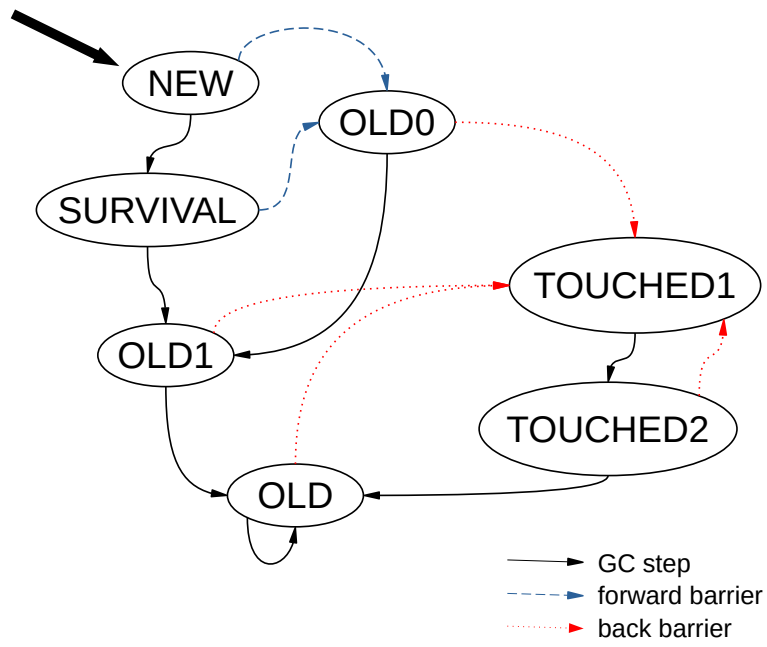 NEW
OLD0
SURVIVAL
TOUCHED1
OLD1
TOUCHED2
OLD
GC step
forward barrier
back barrier